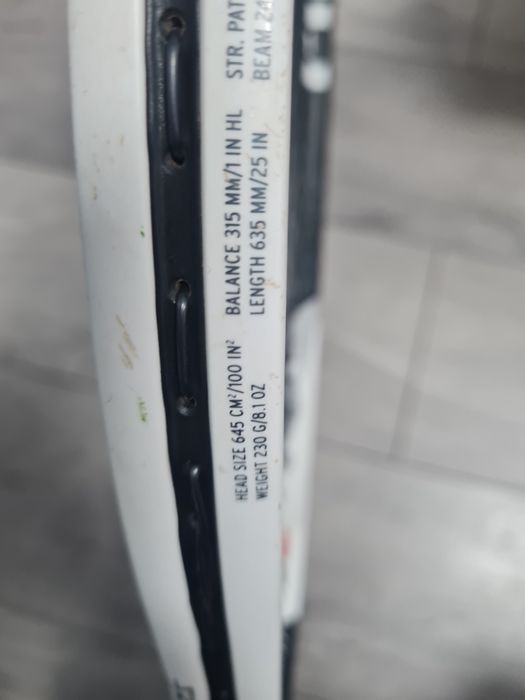 HEAD SIZE 645 CM²/100 IN² BALANCE 315 MM/1 IN HL STR. PAT
WEIGHT 230 G/8.1 OZ LENGTH 635 MM/25 IN BEAM 24